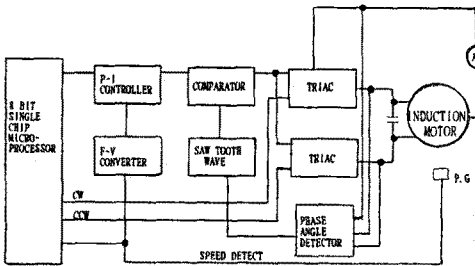 8 BIT
SINGLE
CHIP
MICRO-
PROCESSOR
P-I
CONTROLLER
COMPARATOR
TRIAC
INDUCTION
MOTOR
F-V
CONVERTER
SAW TOOTH
WAVE
TRIAC
P.G
CW
CCW
PHASE
ANGLE
DETECTOR
SPEED DETECT